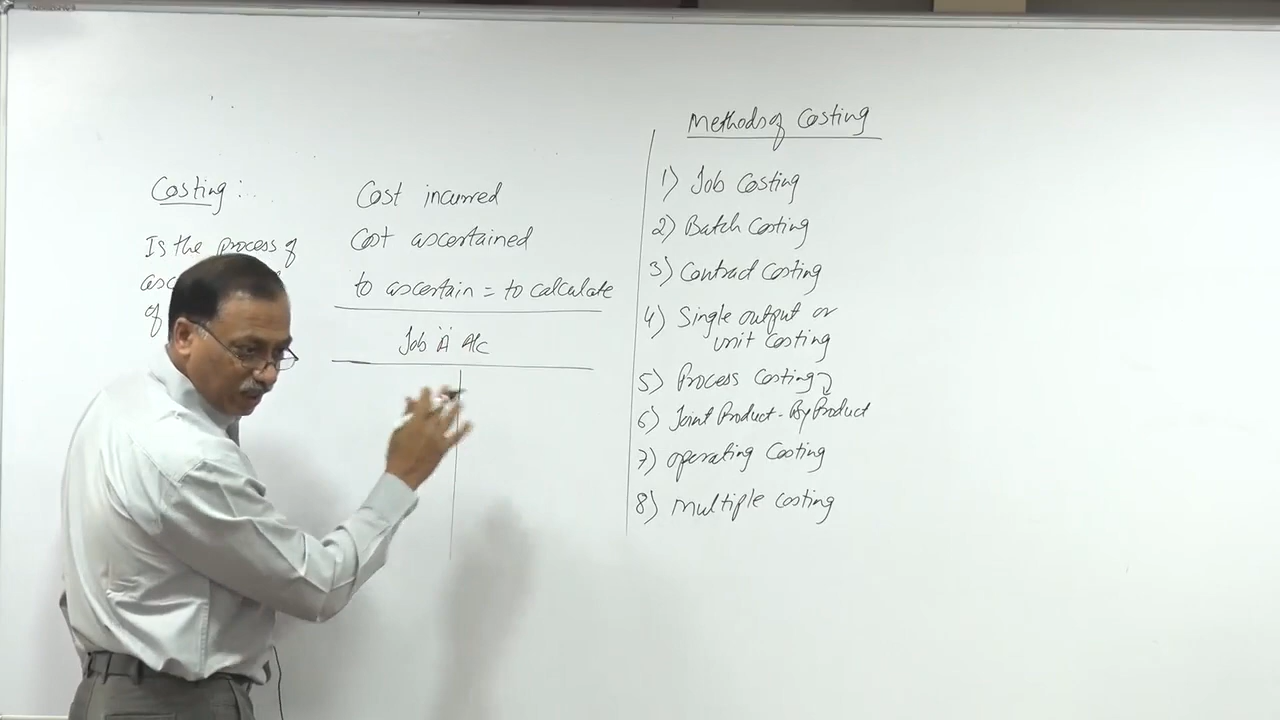 Costing :..
Is the process of
asc
of
Cost incurred
Cost ascertained
to ascertain = to calculate
Job "A" A/c
Methods of Costing
1) Job Costing
2) Batch Costing
3) Contract Costing
4) Single output or
unit Costing
5) Process Costing
6) Joint Product - By Product
7) operating Costing
8) multiple costing